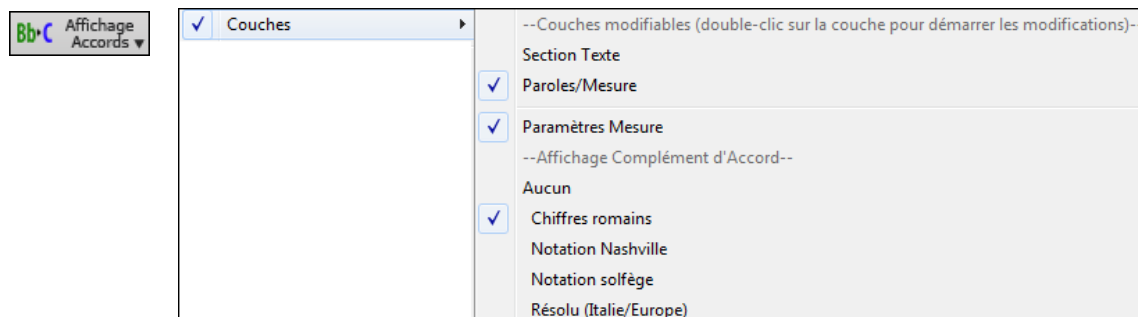 Bb▸C Affichage
Accords ▾
Couches
--Couches modifiables (double-clic sur la couche pour démarrer les modifications)-
Section Texte
Paroles/Mesure
Paramètres Mesure
--Affichage Complément d'Accord--
Aucun
Chiffres romains
Notation Nashville
Notation solfège
Résolu (Italie/Europe)